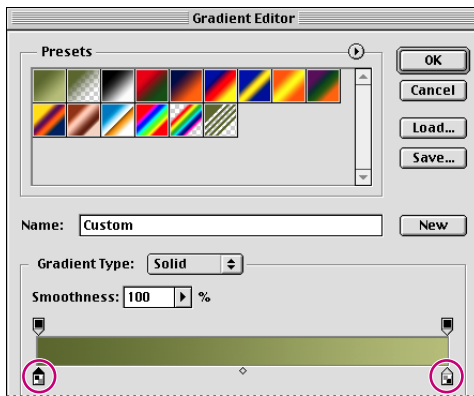 Gradient Editor
Presets
OK
Cancel
Load...
Save...
Name: Custom
New
Gradient Type: Solid
Smoothness: 100 %